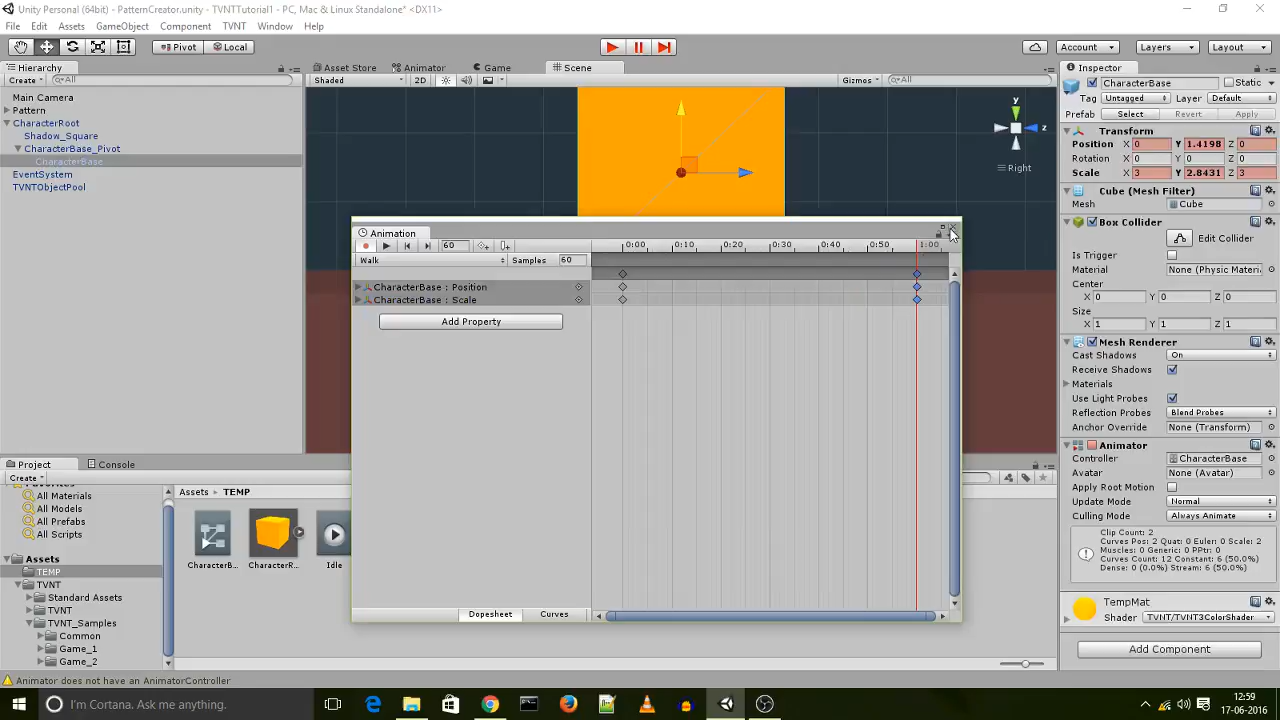 Unity Personal (64bit) - PatternCreator.unity - TVNTTutorial1 - PC, Mac & Linux Standalone* <DX11>
File Edit Assets GameObject Component TVNT Window Help
Pivot Local Account Layers Layout
Hierarchy
Create All
Main Camera
Pattern
CharacterRoot
Shadow_Square
CharacterBase_Pivot
CharacterBase
EventSystem
TVNTObjectPool
Asset Store Animator Game Scene
Shaded 2D Gizmos All
y
z
Right
Animation
60 0:00 0:10 0:20 0:30 0:40 0:50 1:00
Walk Samples 60
CharacterBase : Position
CharacterBase : Scale
Add Property
Dopesheet Curves
Inspector
CharacterBase Static
Tag Untagged Layer Default
Prefab Select Revert Apply
Transform
Position X 0 Y 1.4198 Z 0
Rotation X 0 Y 0 Z 0
Scale X 3 Y 2.8431 Z 3
Cube (Mesh Filter)
Mesh Cube
Box Collider
Edit Collider
Is Trigger
Material None (Physic Materi
Center
X 0 Y 0 Z 0
Size
X 1 Y 1 Z 1
Mesh Renderer
Cast Shadows On
Receive Shadows
Materials
Use Light Probes
Reflection Probes Blend Probes
Anchor Override None (Transform)
Animator
Controller CharacterBase
Avatar None (Avatar)
Apply Root Motion
Update Mode Normal
Culling Mode Always Animate
Clip Count: 2
Curves Pos: 2 Quat: 0 Euler: 0 Scale: 2
Muscles: 0 Generic: 0 PPtr: 0
Curves Count: 12 Constant: 6 (50.0%)
Dense: 0 (0.0%) Stream: 6 (50.0%)
TempMat
Shader TVNT/TVNT3ColorShader
Add Component
Project Console
Create
Favorites
All Materials
All Models
All Prefabs
All Scripts
Assets
TEMP
TVNT
Standard Assets
TVNT
TVNT_Samples
Common
Game_1
Game_2
Assets TEMP
CharacterB... CharacterR... Idle
Animator does not have an AnimatorController
I'm Cortana. Ask me anything.
12:59
17-06-2016